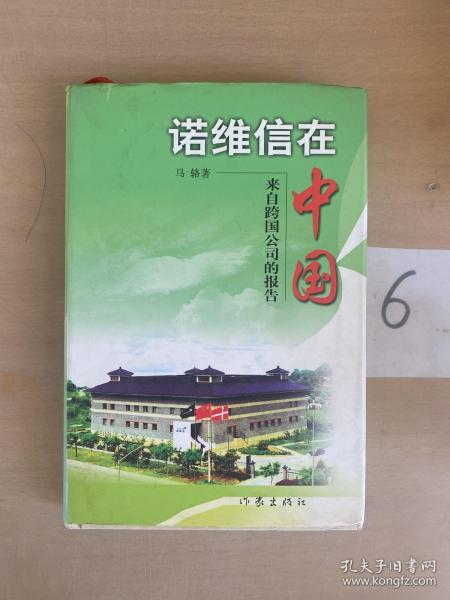 诺维信在
中国
马辂著
来自跨国公司的报告
作家出版社
6
孔夫子旧书网
www.kongfz.com